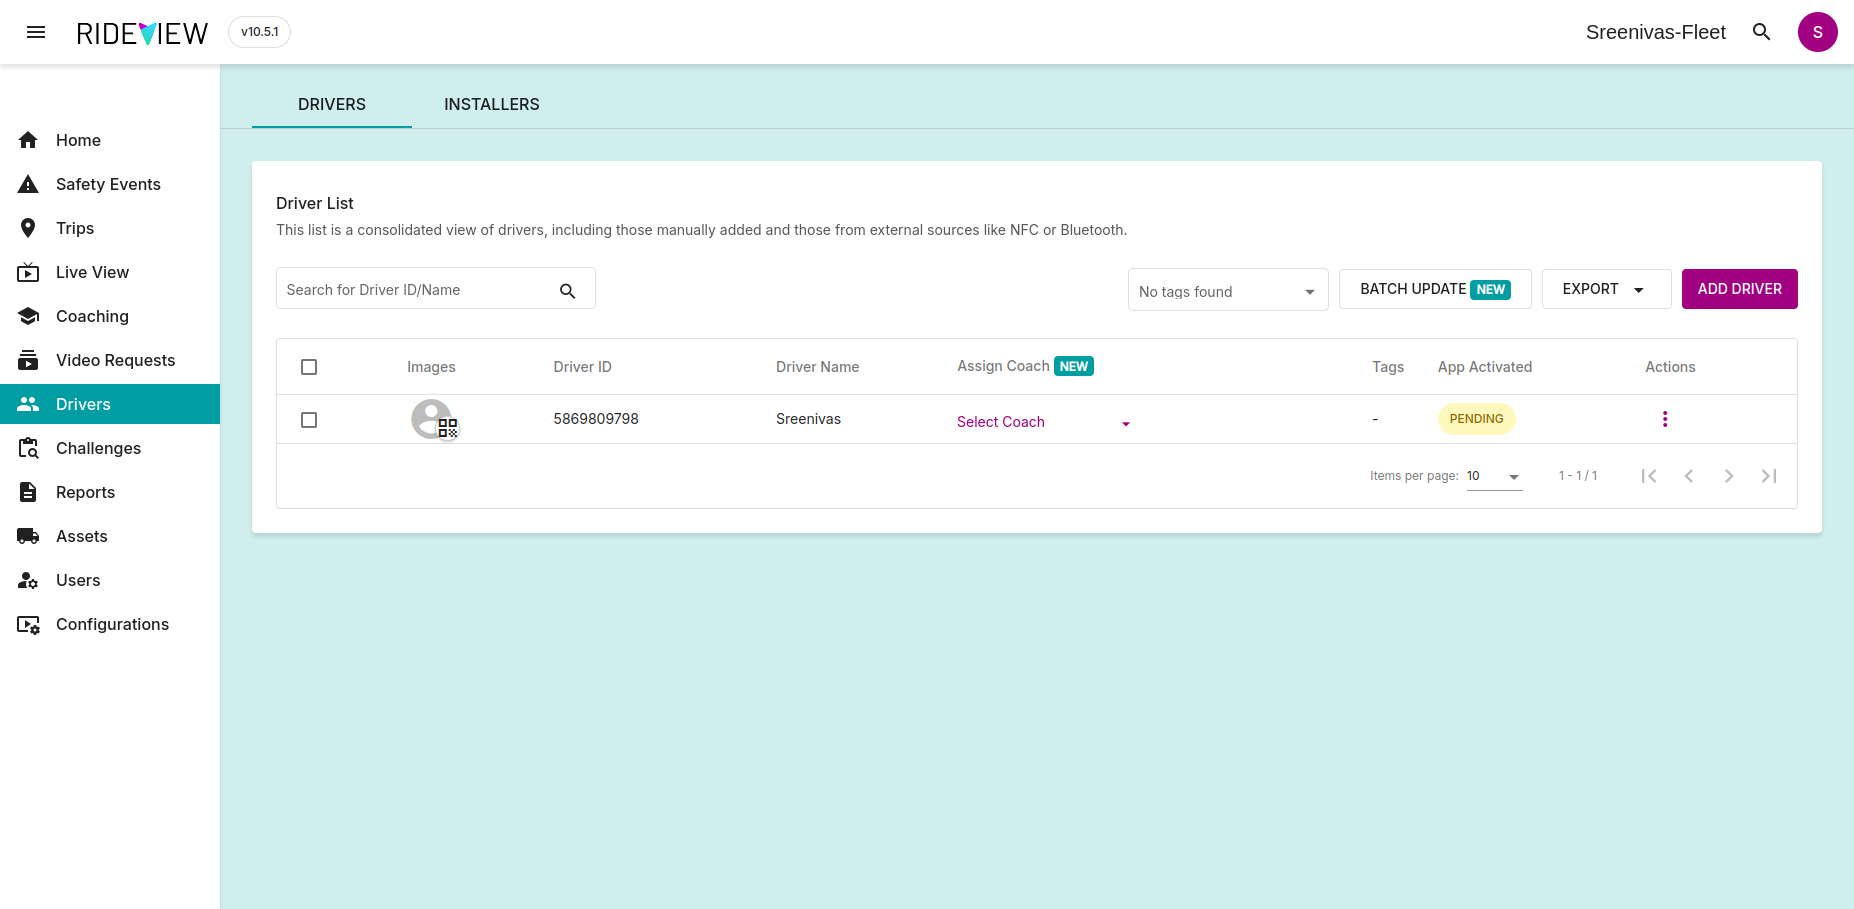 RIDEVIEW v10.5.1 Sreenivas-Fleet S
DRIVERS INSTALLERS
Home
Safety Events
Trips
Live View
Coaching
Video Requests
Drivers
Challenges
Reports
Assets
Users
Configurations
Driver List
This list is a consolidated view of drivers, including those manually added and those from external sources like NFC or Bluetooth.
Search for Driver ID/Name No tags found BATCH UPDATE NEW EXPORT ADD DRIVER
Images Driver ID Driver Name Assign Coach NEW Tags App Activated Actions
5869809798 Sreenivas Select Coach - PENDING
Items per page: 10 1 - 1 / 1